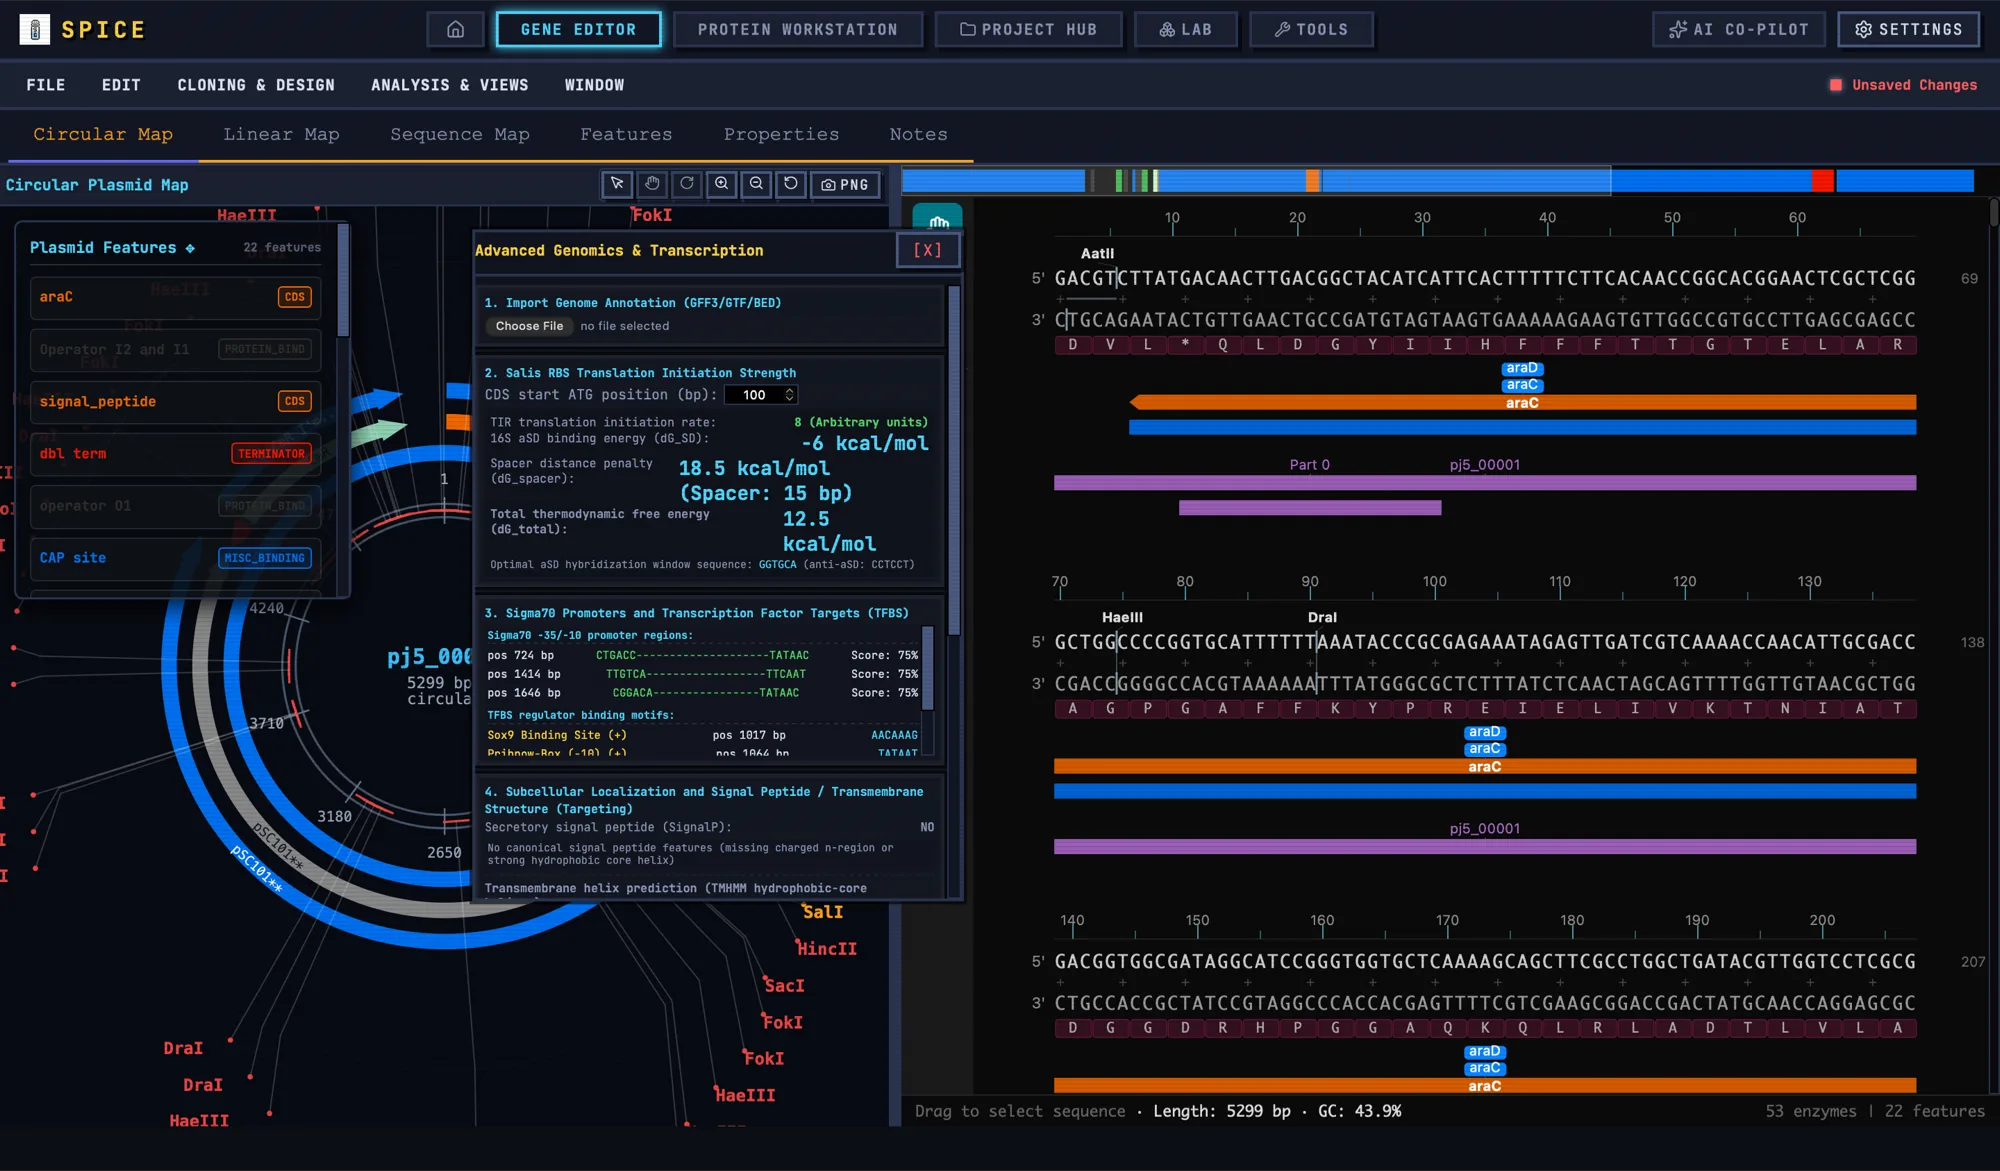 SPICE
GENE EDITOR
PROTEIN WORKSTATION
PROJECT HUB
LAB
TOOLS
AI CO-PILOT
SETTINGS
FILE
EDIT
CLONING & DESIGN
ANALYSIS & VIEWS
WINDOW
Unsaved Changes
Circular Map
Linear Map
Sequence Map
Features
Properties
Notes
Circular Plasmid Map
PNG
HaeIII
FokI
Plasmid Features
22 features
araC
CDS
Operator I2 and I1
PROTEIN_BIND
signal_peptide
CDS
dbl term
TERMINATOR
operator O1
PROTEIN_BIND
CAP site
MISC_BINDING
1
4240
3710
3180
2650
pj5_000
5299 bp
circula
pSC101**
pSC101**
DraI
DraI
HaeIII
SalI
HincII
SacI
FokI
FokI
HaeIII
Advanced Genomics & Transcription
[X]
1. Import Genome Annotation (GFF3/GTF/BED)
Choose File no file selected
2. Salis RBS Translation Initiation Strength
CDS start ATG position (bp): 100
TIR translation initiation rate: 8 (Arbitrary units)
16S aSD binding energy (dG_SD): -6 kcal/mol
Spacer distance penalty (dG_spacer): 18.5 kcal/mol (Spacer: 15 bp)
Total thermodynamic free energy (dG_total): 12.5 kcal/mol
Optimal aSD hybridization window sequence: GGTGCA (anti-aSD: CCTCCT)
3. Sigma70 Promoters and Transcription Factor Targets (TFBS)
Sigma70 -35/-10 promoter regions:
pos 724 bp CTGACC-------------------TATAAC Score: 75%
pos 1414 bp TTGTCA-----------------TTCAAT Score: 75%
pos 1646 bp CGGACA----------------TATAAC Score: 75%
TFBS regulator binding motifs:
Sox9 Binding Site (+) pos 1017 bp AACAAAG
Pribnow-Box (-10) (+) pos 1064 bp TATAAT
4. Subcellular Localization and Signal Peptide / Transmembrane
Structure (Targeting)
Secretory signal peptide (SignalP): NO
No canonical signal peptide features (missing charged n-region or
strong hydrophobic core helix)
Transmembrane helix prediction (TMHMM hydrophobic-core
10 20 30 40 50 60
AatII
5' GACGTCTTATGACAACTTGACGGCTACATCATTCACTTTTTCTTCACAACCGGCACGGAACTCGCTCGG 69
3' CTGCAGAATACTGTTGAACTGCCGATGTAGTAAGTGAAAAAGAAGTGTTGGCCGTGCCTTGAGCGAGCC
D V L * Q L D G Y I I H F F F T T G T E L A R
araD
araC
araC
Part 0 pj5_00001
70 80 90 100 110 120 130
HaeIII DraI
5' GCTGGCCCCGGTGCATTTTTTAAATACCCGCGAGAAATAGAGTTGATCGTCAAAACCAACATTGCGACC 138
3' CGACCGGGGCCACGTAAAAAATTTATGGGCGCTCTTTATCTCAACTAGCAGTTTTGGTTGTAACGCTGG
A G P G A F F K Y P R E I E L I V K T N I A T
araD
araC
araC
pj5_00001
140 150 160 170 180 190 200
5' GACGGTGGCGATAGGCATCCGGGTGGTGCTCAAAAGCAGCTTCGCCTGGCTGATACGTTGGTCCTCGCG 207
3' CTGCCACCGCTATCCGTAGGCCCACCACGAGTTTTCGTCGAAGCGGACCGACTATGCAACCAGGAGCGC
D G G D R H P G G A Q K Q L R L A D T L V L A
araD
araC
araC
Drag to select sequence · Length: 5299 bp · GC: 43.9%
53 enzymes | 22 features